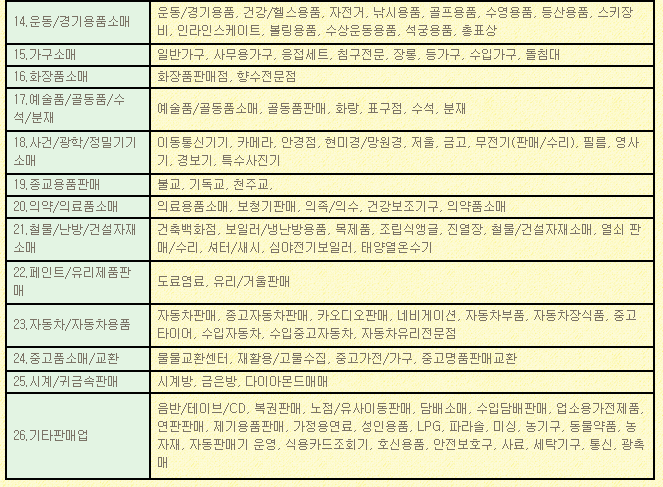 14.운동/경기용품소매
운동/경기용품, 건강/헬스용품, 자전거, 낚시용품, 골프용품, 수영용품, 등산용품, 스키장
비, 인라인스케이트, 볼링용품, 수상운동용품, 석궁용품, 총포상
15.가구소매
일반가구, 사무용가구, 응접세트, 침구전문, 장롱, 등가구, 수입가구, 돌침대
16.화장품소매
화장품판매점, 향수전문점
17.예술품/골동품/수
석/분재
예술품/골동품소매, 골동품판매, 화랑, 표구점, 수석, 분재
18.사건/광학/정밀기기
소매
이동통신기기, 카메라, 안경점, 현미경/망원경, 저울, 금고, 무전기(판매/수리), 필름, 영사
기, 경보기, 특수사진기
19.종교용품판매
불교, 기독교, 천주교,
20.의약/의료품소매
의료용품소매, 보청기판매, 의족/의수, 건강보조기구, 의약품소매
21.철물/난방/건설자재
소매
건축백화점, 보일러/냉난방용품, 목제품, 조립식앵글, 진열장, 철물/건설자재소매, 열쇠 판
매/수리, 셔터/새시, 심야전기보일러, 태양열온수기
22.페인트/유리제품판
매
도료염료, 유리/거울판매
23.자동차/자동차용품
자동차판매, 중고자동차판매, 카오디오판매, 네비게이션, 자동차부품, 자동차장식품, 중고
타이어, 수입자동차, 수입중고자동차, 자동차유리전문점
24.중고품소매/교환
물물교환센터, 재활용/고물수집, 중고가전/가구, 중고명품판매교환
25.시계/귀금속판매
시계방, 금은방, 다이아몬드매매
26.기타판매업
음반/테이브/CD, 복권판매, 노점/유사이동판매, 담배소매, 수입담배판매, 업소용가전제품,
연판판매, 제기용품판매, 가정용연료, 성인용품, LPG, 파라솔, 미싱, 농기구, 동물약품, 농
자재, 자동판매기 운영, 식용카드조회기, 호신용품, 안전보호구, 사료, 세탁기구, 통신, 광촉
매